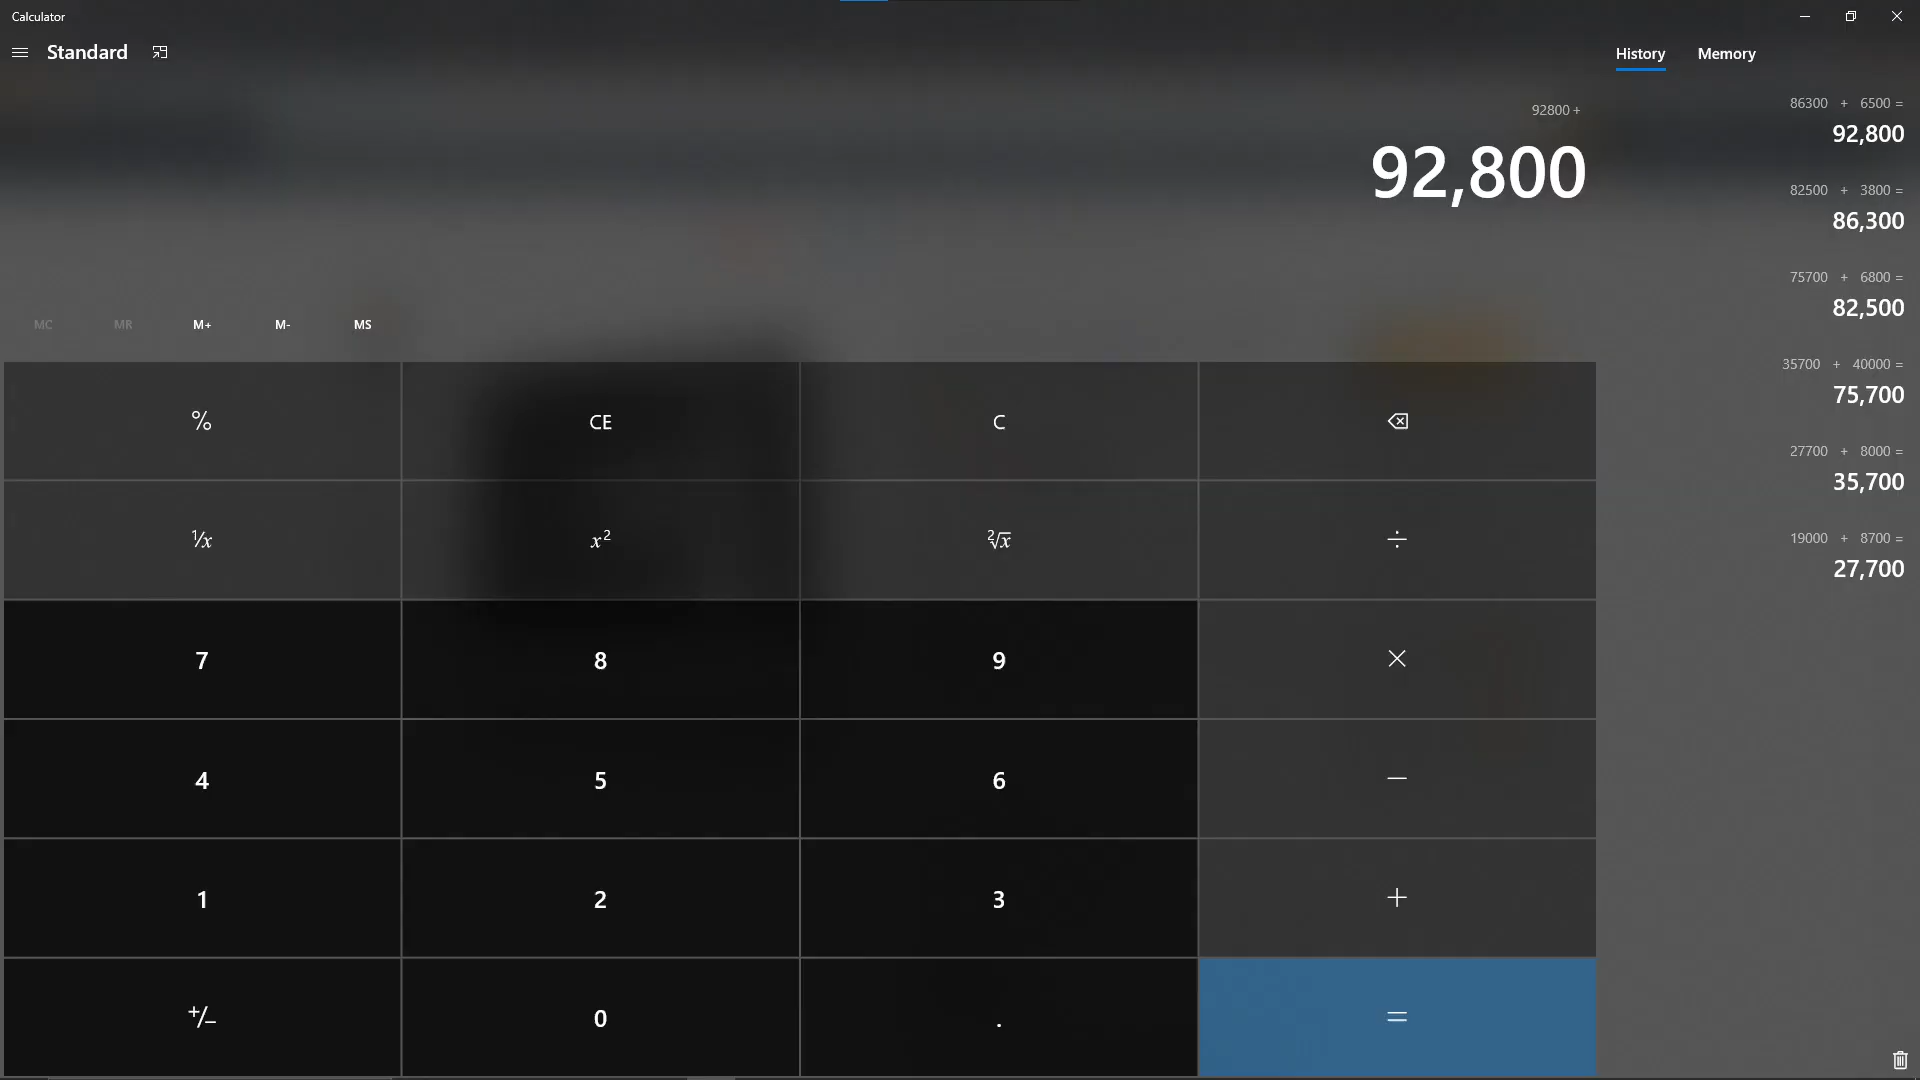 Calculator
Standard
History Memory
92800 +
92,800
86300 + 6500 =
92,800
82500 + 3800 =
86,300
75700 + 6800 =
82,500
35700 + 40000 =
75,700
27700 + 8000 =
35,700
19000 + 8700 =
27,700
MC MR M+ M- MS
% CE C
⅟x x² ²√x ÷
7 8 9 ×
4 5 6 −
1 2 3 +
+/− 0 . =